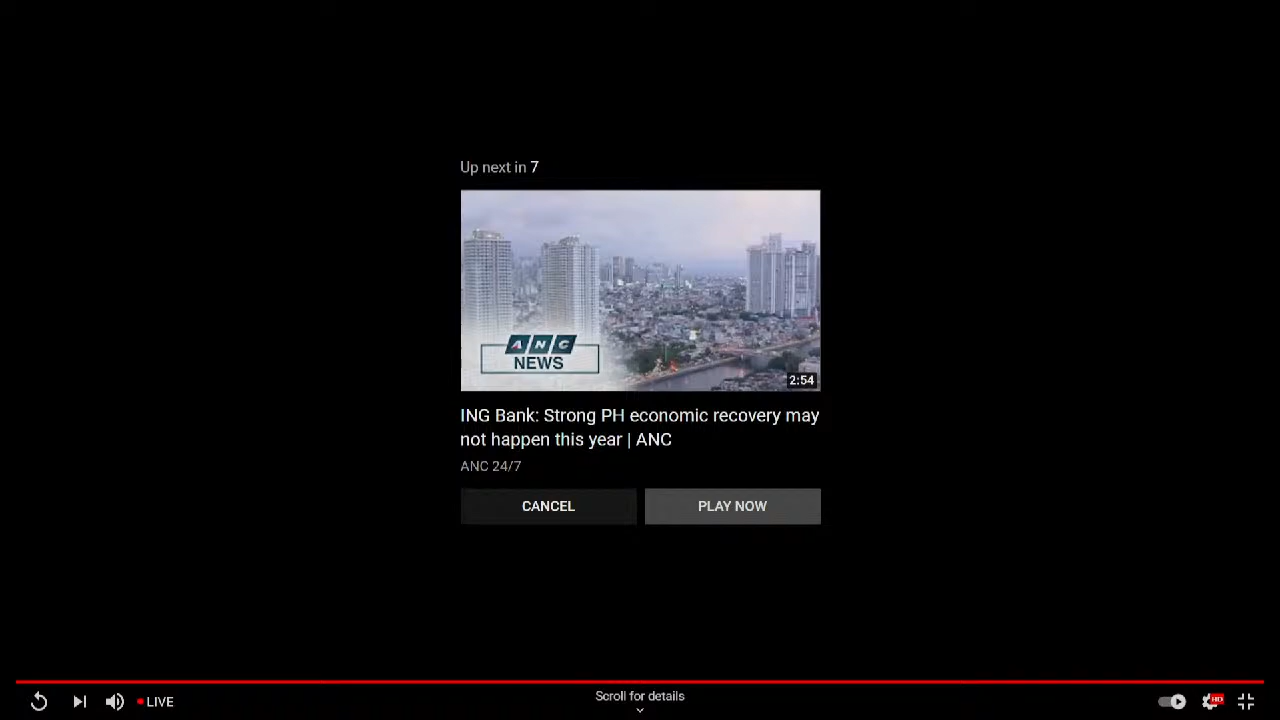 Up next in 7
ANC
NEWS
2:54
ING Bank: Strong PH economic recovery may
not happen this year | ANC
ANC 24/7
CANCEL
PLAY NOW
LIVE
Scroll for details
HD